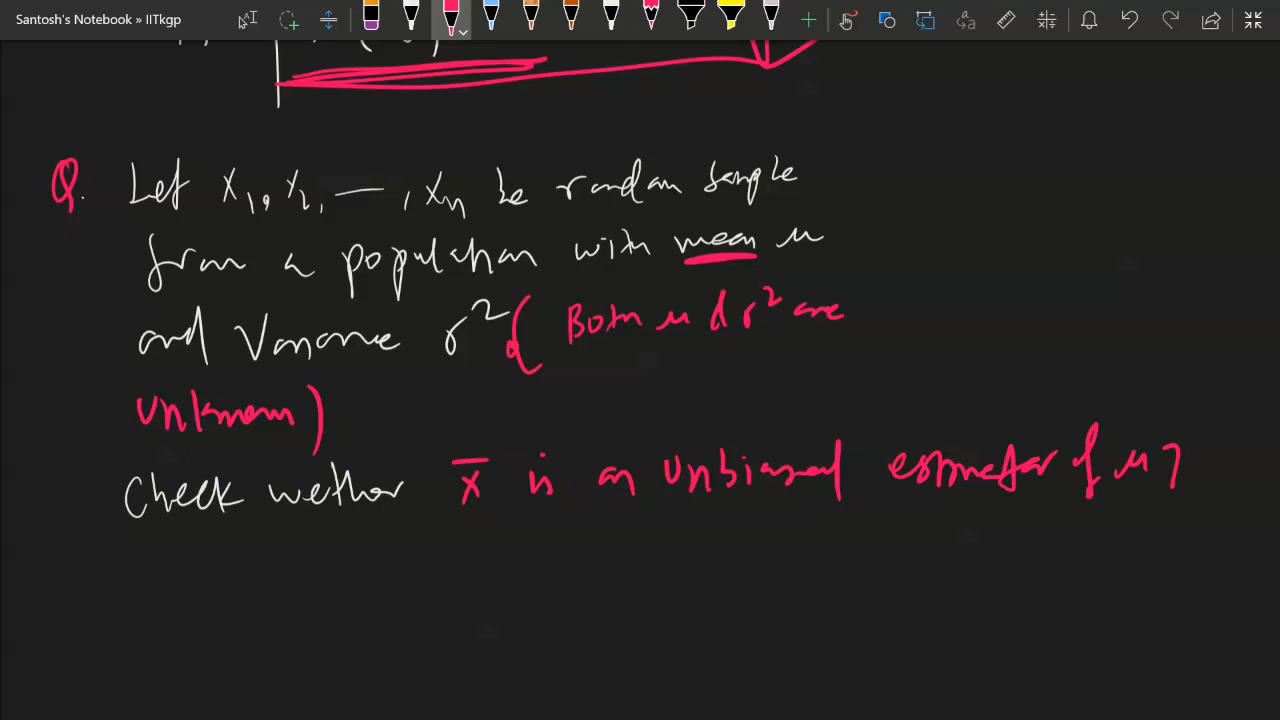 Santosh's Notebook » IITkgp
Q. Let x1, x2, — , xn be random sample
from a population with mean μ
and Variance σ² ( Both μ & σ² are
unknown)
Check wether x̄ is an unbiased estimator of μ ?